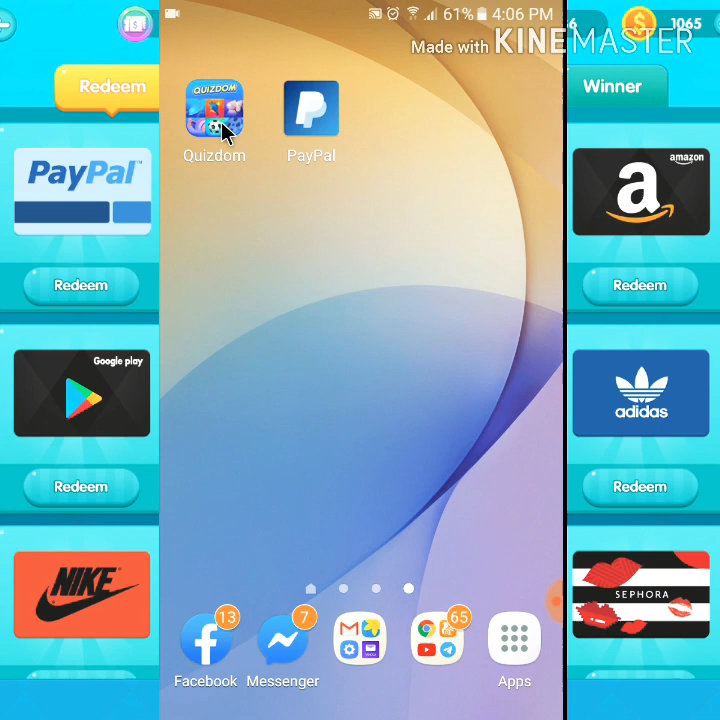 61% 4:06 PM
Made with KINEMASTER
1065
Redeem
Winner
QUIZDOM
Quizdom
PayPal
PayPal™
amazon
a
Redeem
Redeem
Google play
adidas
Redeem
Redeem
NIKE
SEPHORA
13
7
65
Facebook
Messenger
Apps